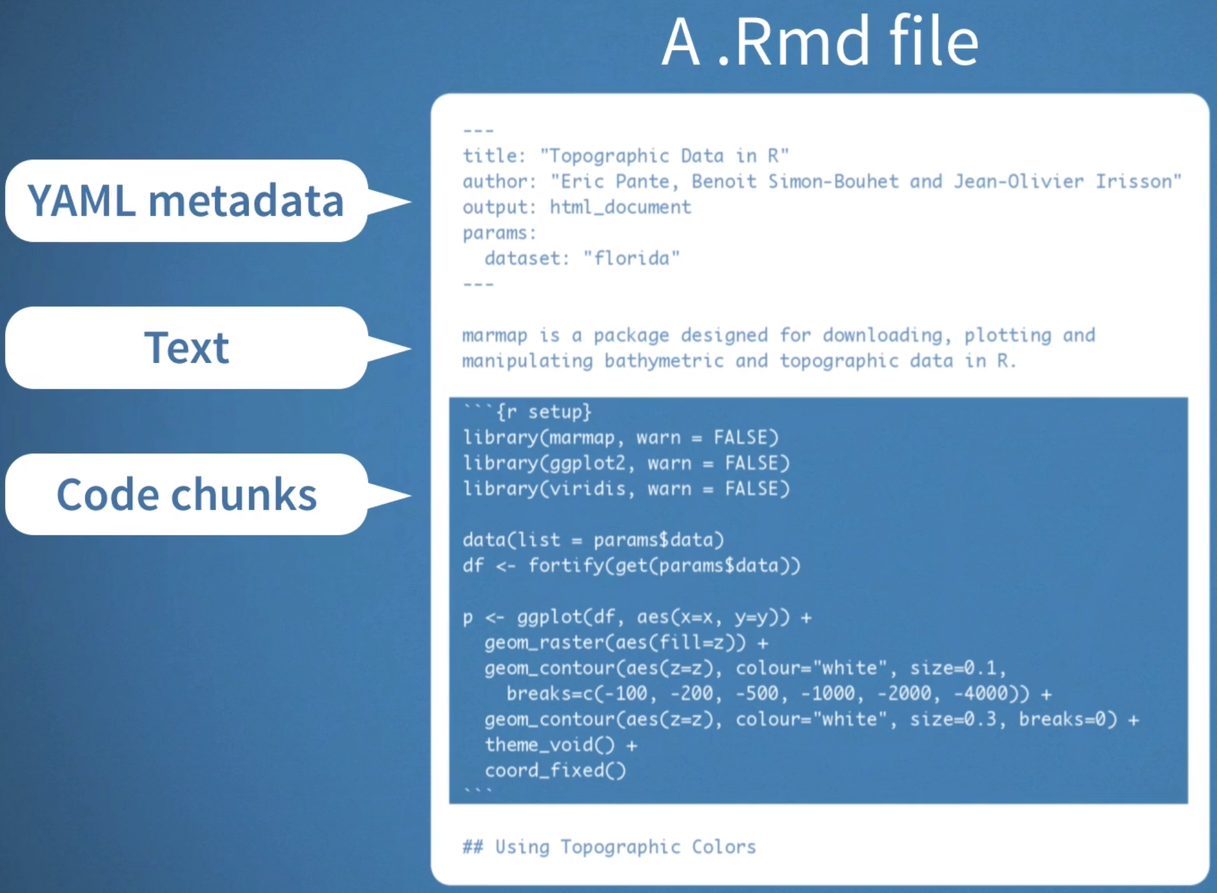 A .Rmd file
YAML metadata
Text
Code chunks
---
title: "Topographic Data in R"
author: "Eric Pante, Benoit Simon-Bouhet and Jean-Olivier Irisson"
output: html_document
params:
  dataset: "florida"
---
marmap is a package designed for downloading, plotting and
manipulating bathymetric and topographic data in R.
```{r setup}
library(marmap, warn = FALSE)
library(ggplot2, warn = FALSE)
library(viridis, warn = FALSE)
data(list = params$data)
df <- fortify(get(params$data))
p <- ggplot(df, aes(x=x, y=y)) +
  geom_raster(aes(fill=z)) +
  geom_contour(aes(z=z), colour="white", size=0.1,
    breaks=c(-100, -200, -500, -1000, -2000, -4000)) +
  geom_contour(aes(z=z), colour="white", size=0.3, breaks=0) +
  theme_void() +
  coord_fixed()
```
## Using Topographic Colors